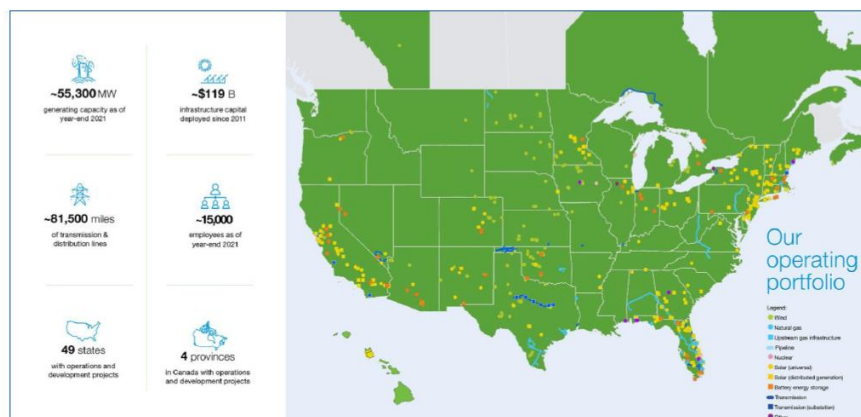 ~55,300 MW
generating capacity as of
year-end 2021
~$119 B
infrastructure capital
deployed since 2011
~81,500 miles
of transmission &
distribution lines
~15,000
employees as of
year-end 2021
49 states
with operations and
development projects
4 provinces
in Canada with operations
and development projects
Our
operating
portfolio
Legend:
Wind
Natural gas
Upstream gas infrastructure
Pipeline
Nuclear
Solar (universal)
Solar (distributed generation)
Battery energy storage
Transmission
Transmission (substation)